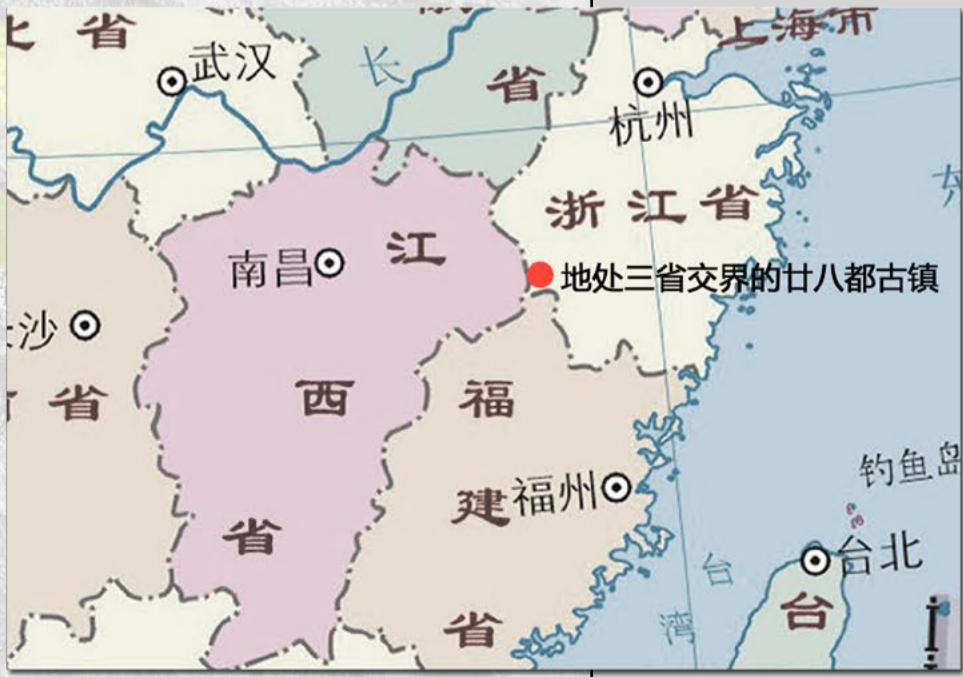 省
武汉
长
省
上海市
杭州
浙江省
东
南昌
江
地处三省交界的廿八都古镇
沙
省
西
福
建
福州
钓鱼岛
省
台
湾
台北
台
省